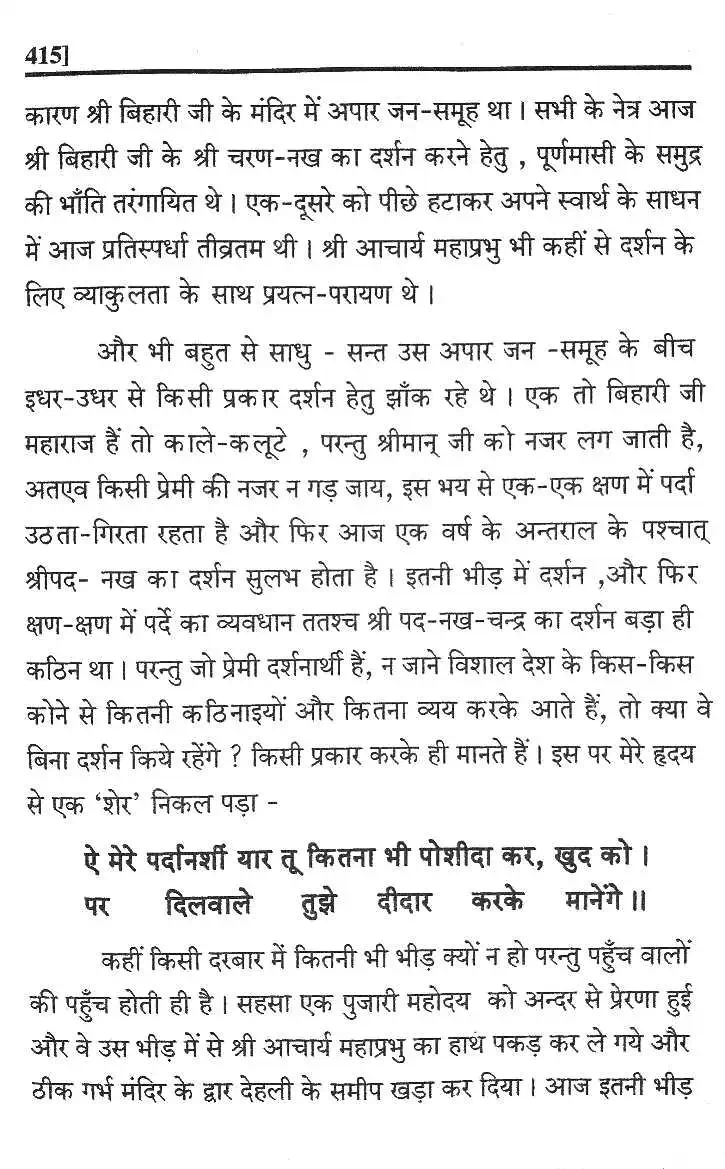 415]
कारण श्री बिहारी जी के मंदिर में अपार जन-समूह था। सभी के नेत्र आज
श्री बिहारी जी के श्री चरण-नख का दर्शन करने हेतु , पूर्णमासी के समुद्र
की भाँति तरंगायित थे। एक-दूसरे को पीछे हटाकर अपने स्वार्थ के साधन
में आज प्रतिस्पर्धा तीव्रतम थी। श्री आचार्य महाप्रभु भी कहीं से दर्शन के
लिए व्याकुलता के साथ प्रयत्न-परायण थे।
और भी बहुत से साधु - सन्त उस अपार जन -समूह के बीच
इधर-उधर से किसी प्रकार दर्शन हेतु झाँक रहे थे। एक तो बिहारी जी
महाराज हैं तो काले-कलूटे , परन्तु श्रीमान् जी को नजर लग जाती है,
अतएव किसी प्रेमी की नजर न गड़ जाय, इस भय से एक-एक क्षण में पर्दा
उठता-गिरता रहता है और फिर आज एक वर्ष के अन्तराल के पश्चात्
श्रीपद- नख का दर्शन सुलभ होता है। इतनी भीड़ में दर्शन ,और फिर
क्षण-क्षण में पर्दे का व्यवधान ततश्च श्री पद-नख-चन्द्र का दर्शन बड़ा ही
कठिन था। परन्तु जो प्रेमी दर्शनार्थी हैं, न जाने विशाल देश के किस-किस
कोने से कितनी कठिनाइयों और कितना व्यय करके आते हैं, तो क्या वे
बिना दर्शन किये रहेंगे ? किसी प्रकार करके ही मानते हैं। इस पर मेरे हृदय
से एक ‘शेर’ निकल पड़ा -
ऐ मेरे पर्दानशीं यार तू कितना भी पोशीदा कर, खुद को।
पर दिलवाले तुझे दीदार करके मानेंगे॥
कहीं किसी दरबार में कितनी भी भीड़ क्यों न हो परन्तु पहुँच वालों
की पहुँच होती ही है। सहसा एक पुजारी महोदय को अन्दर से प्रेरणा हुई
और वे उस भीड़ में से श्री आचार्य महाप्रभु का हाथ पकड़ कर ले गये और
ठीक गर्भ मंदिर के द्वार देहली के समीप खड़ा कर दिया। आज इतनी भीड़